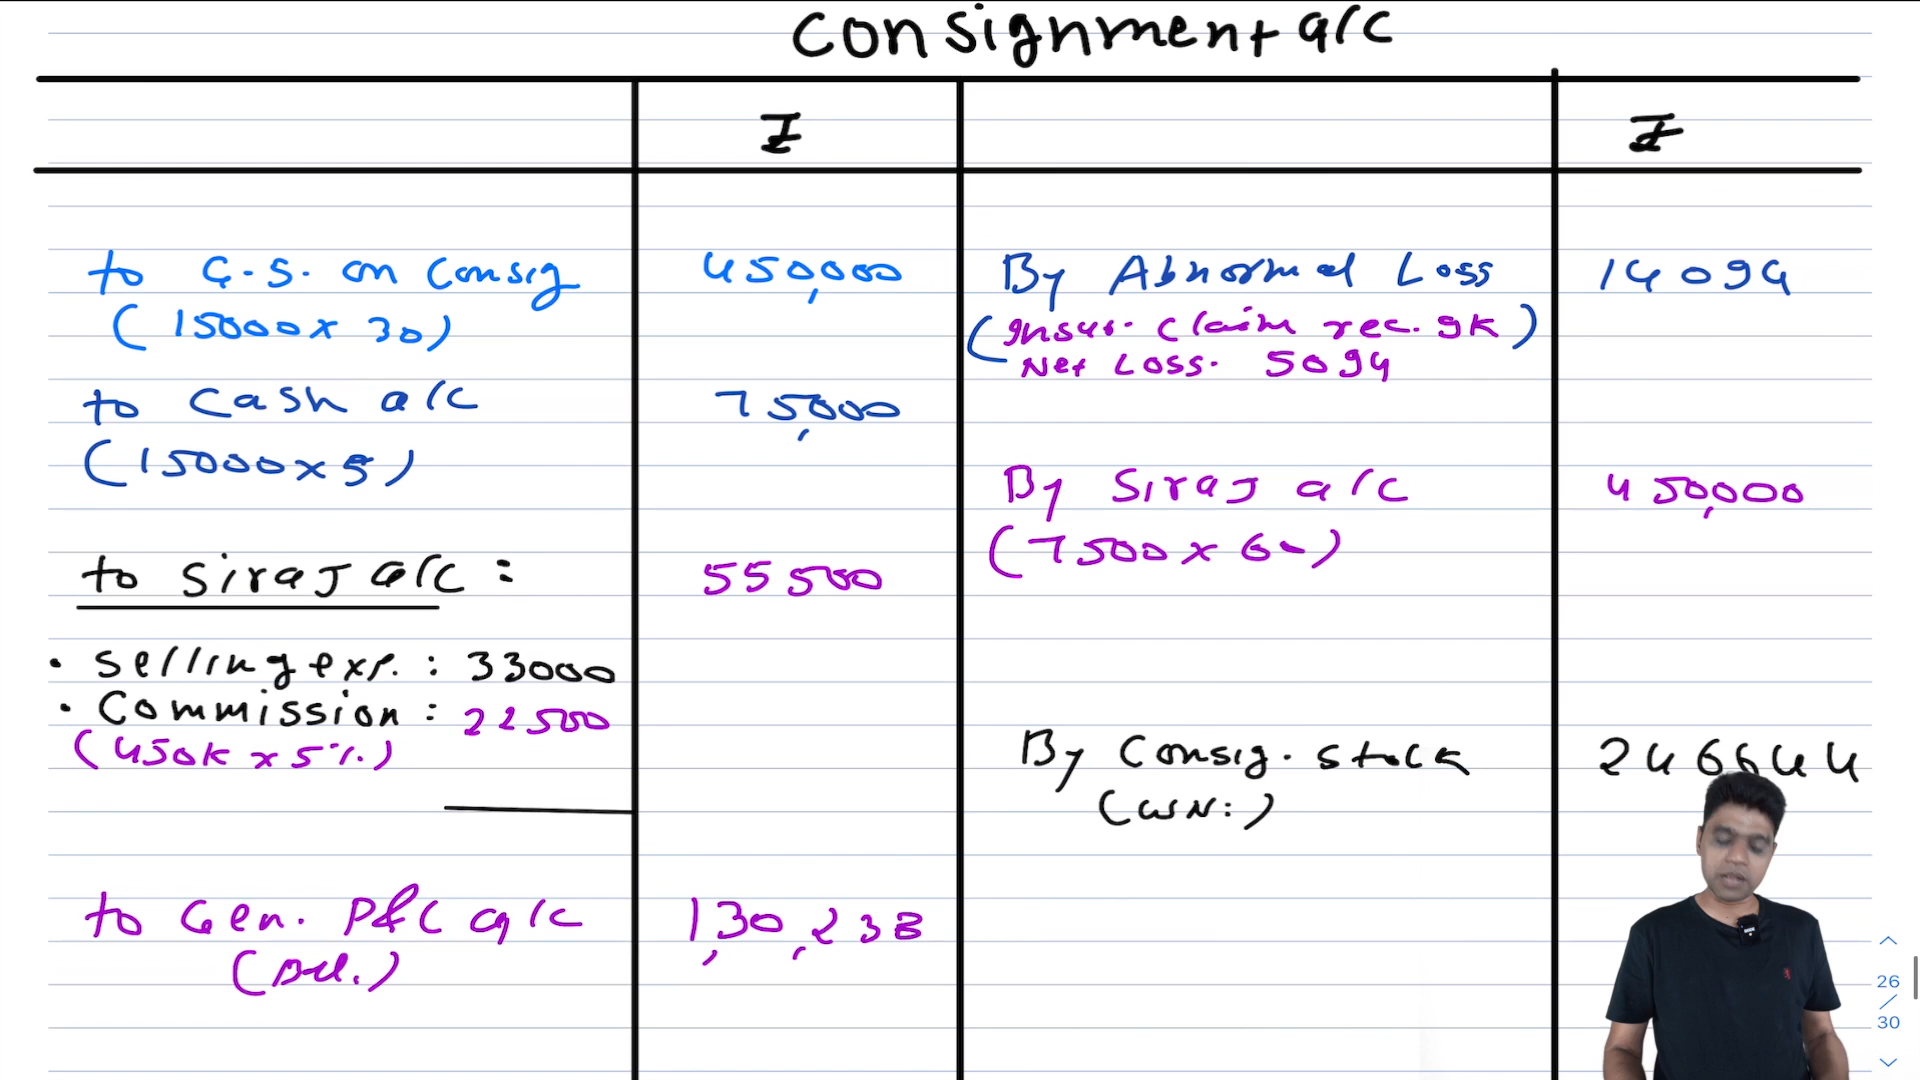 Consignment a/c
₹ ₹
to G.S. on Consig 450,000
(15000 x 30)
to Cash a/c 75,000
(15000 x 5)
to Siraj a/c : 55500
• Selling exp. : 33000
• Commission : 22500
(450K x 5%.)
to Gen. P&L a/c 1,30,238
(Bal.)
By Abnormal Loss 14094
(Insur. Claim rec. 9K)
Net Loss. 5094
By Siraj a/c 450,000
(7500 x 60)
By Consig. Stock 246644
(WN:)
26
/
30